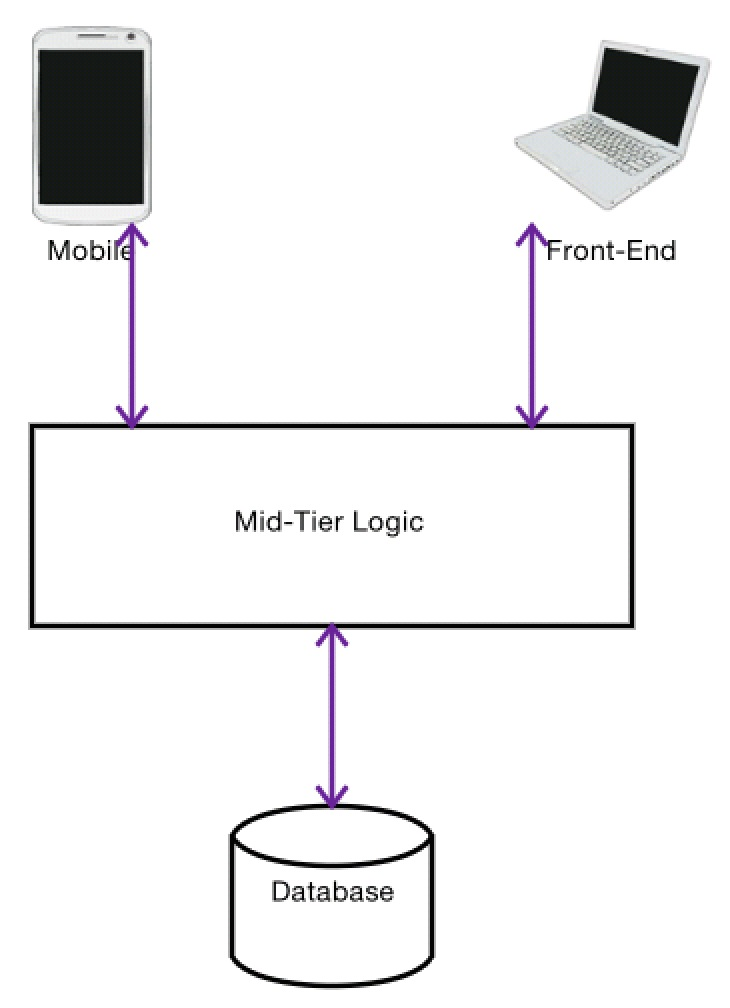 Mobile
Front-End
Mid-Tier Logic
Database